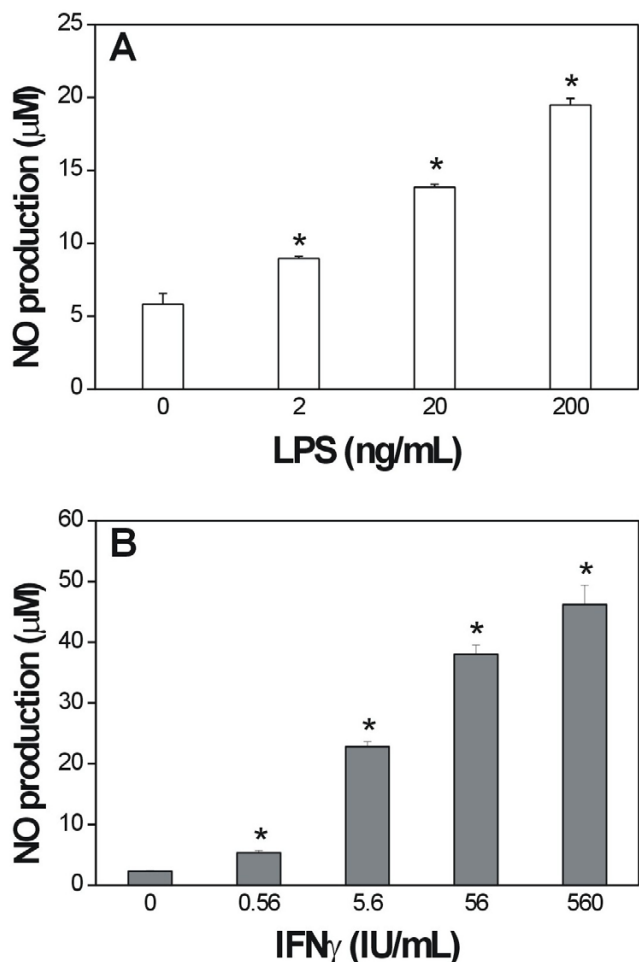 A
NO production (μM)
25
20
15
10
5
0
*
*
*
0 2 20 200
LPS (ng/mL)
B
NO production (μM)
60
50
40
30
20
10
0
*
*
*
*
0 0.56 5.6 56 560
IFNγ (IU/mL)